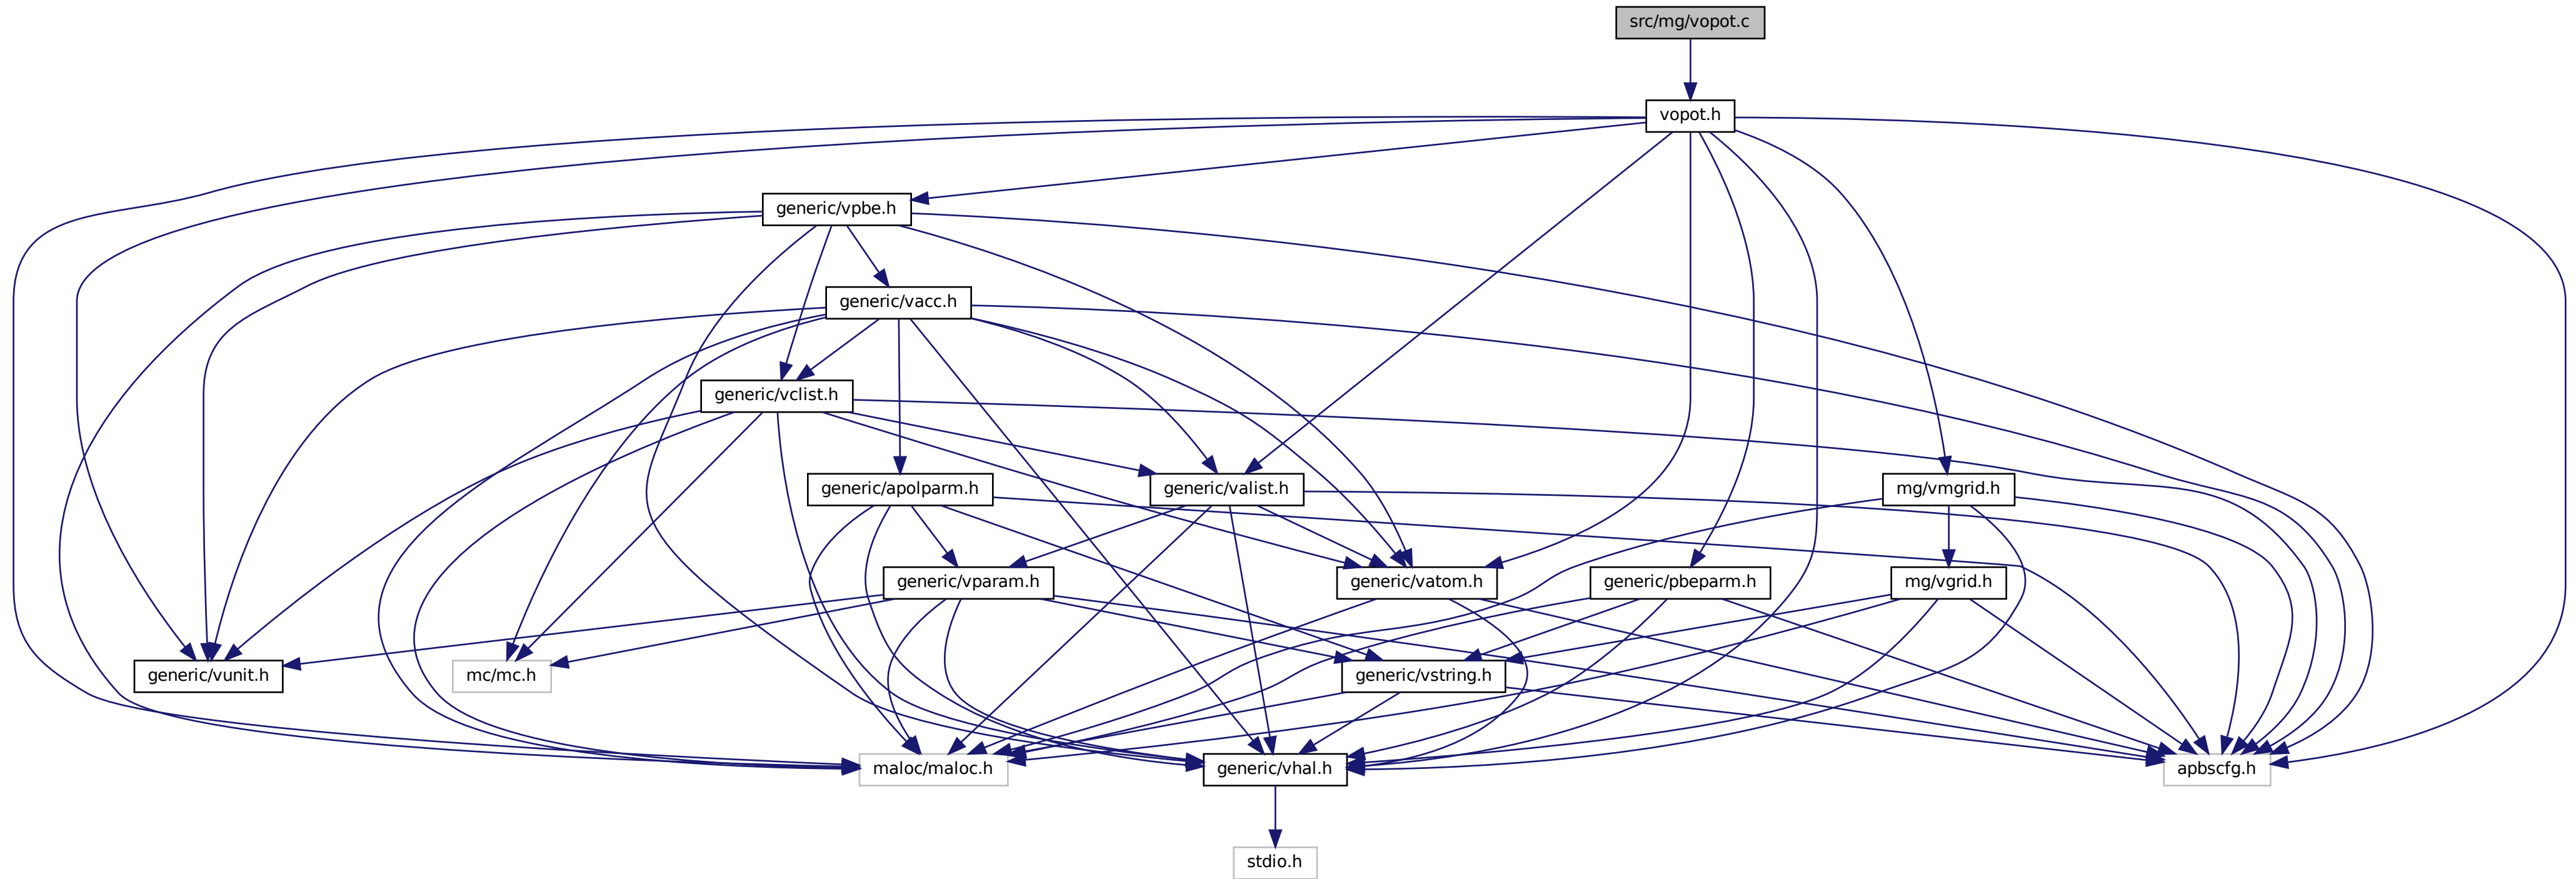 src/mg/vopot.c
vopot.h
generic/vpbe.h
generic/vacc.h
generic/vclist.h
generic/apolparm.h
generic/valist.h
mg/vmgrid.h
generic/vparam.h
generic/vatom.h
generic/pbeparm.h
mg/vgrid.h
generic/vunit.h
mc/mc.h
generic/vstring.h
maloc/maloc.h
generic/vhal.h
apbscfg.h
stdio.h